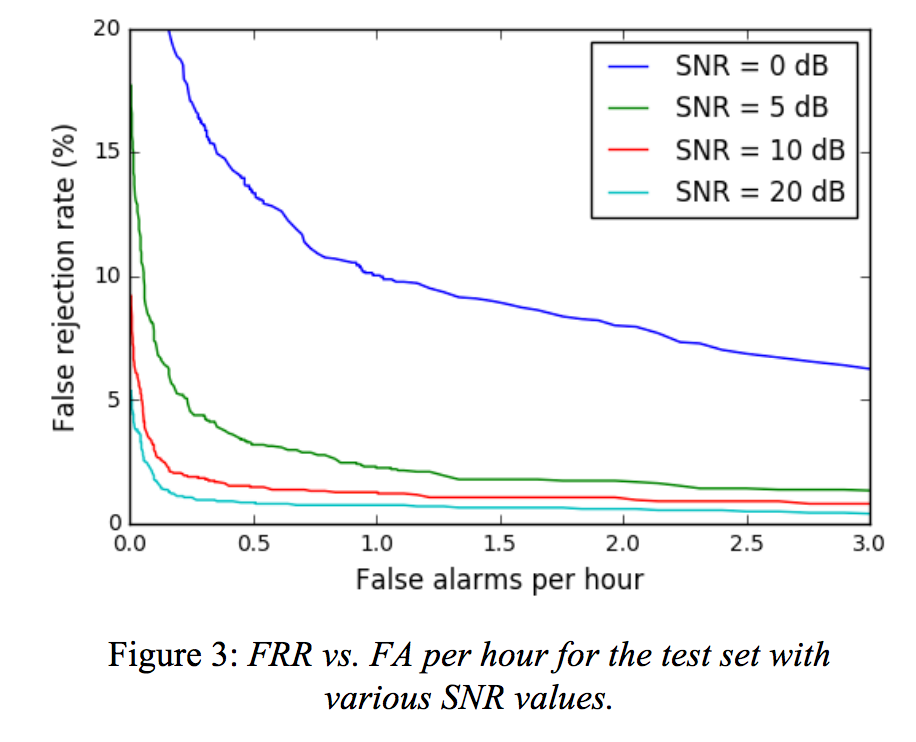 20
15
10
5
0
False rejection rate (%)
SNR = 0 dB
SNR = 5 dB
SNR = 10 dB
SNR = 20 dB
0.0 0.5 1.0 1.5 2.0 2.5 3.0
False alarms per hour
Figure 3: FRR vs. FA per hour for the test set with
various SNR values.